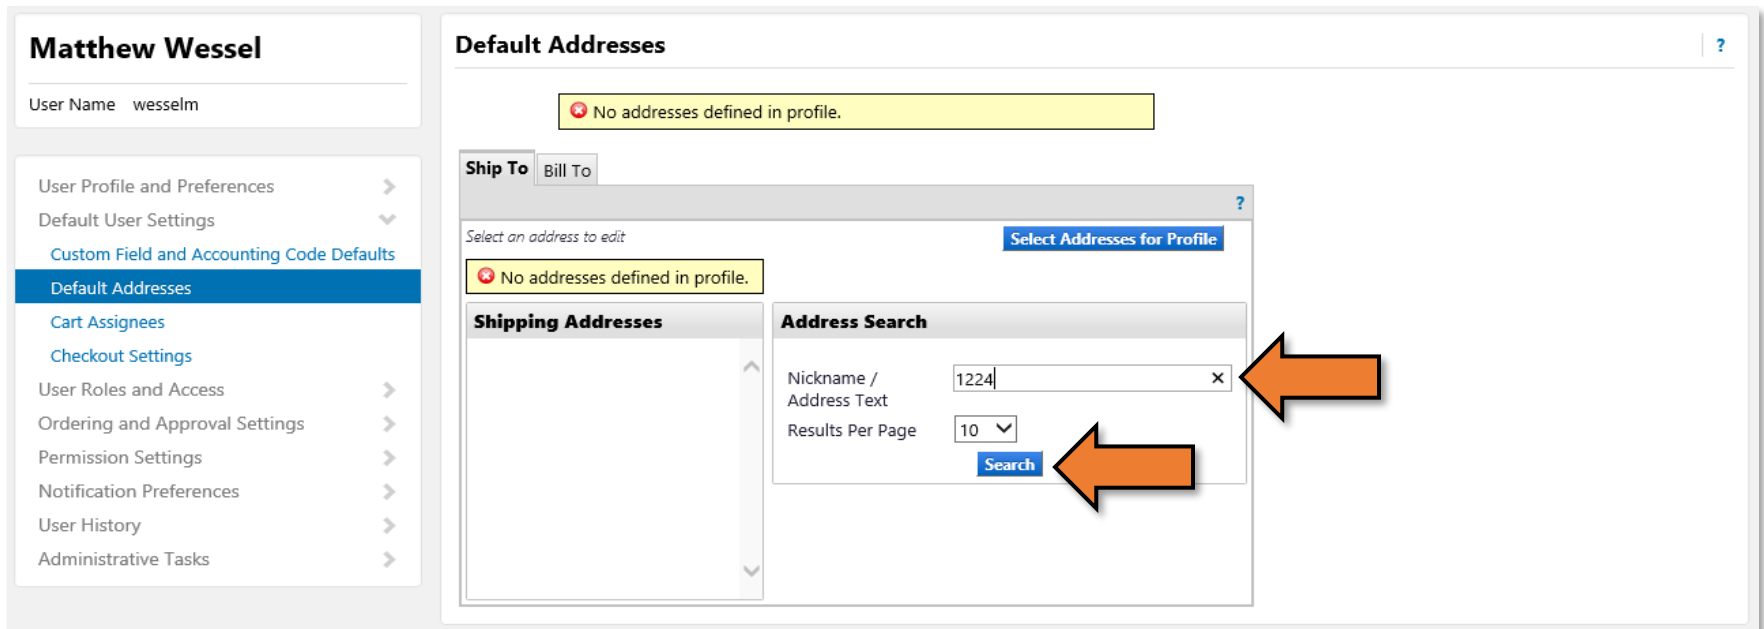 Matthew Wessel
User Name wesselm
User Profile and Preferences
Default User Settings
Custom Field and Accounting Code Defaults
Default Addresses
Cart Assignees
Checkout Settings
User Roles and Access
Ordering and Approval Settings
Permission Settings
Notification Preferences
User History
Administrative Tasks
Default Addresses
?
No addresses defined in profile.
Ship To Bill To
?
Select an address to edit
Select Addresses for Profile
No addresses defined in profile.
Shipping Addresses
Address Search
Nickname /
Address Text
1224
Results Per Page 10
Search